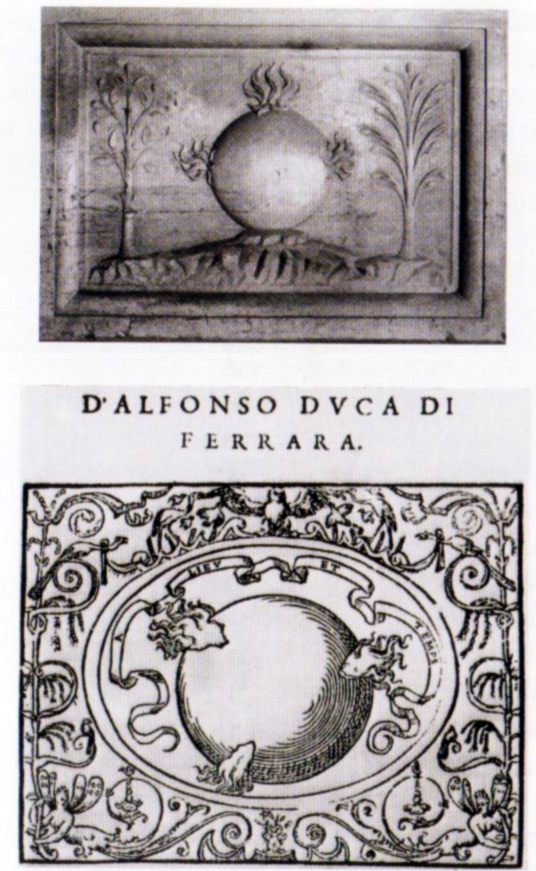 D'ALFONSO DVCA DI
FERRARA.
A LIEV ET TEMPS